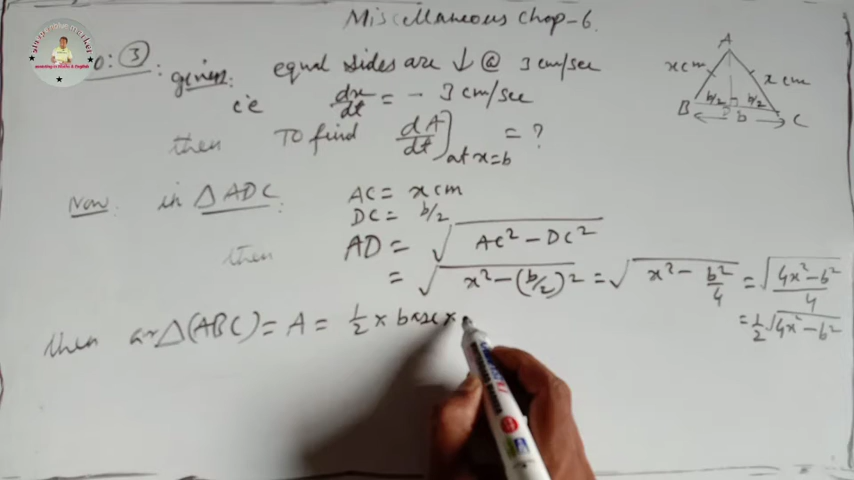 Miscellaneous Chap-6.
o: 3 :
given: equal sides are ↓ @ 3 cm/sec
i'e dx/dt = - 3 cm/sec
then To find dA/dt] at x=b = ?
A
x cm x cm
B b/2 D b/2 C
b
Now: in △ADC: AC = x cm
DC = b/2
then AD = √(AC² - DC²)
= √(x² - (b/2)²) = √(x² - b²/4) = √((4x² - b²)/4)
= 1/2 √(4x² - b²)
then ar△(ABC) = A = 1/2 × base ×